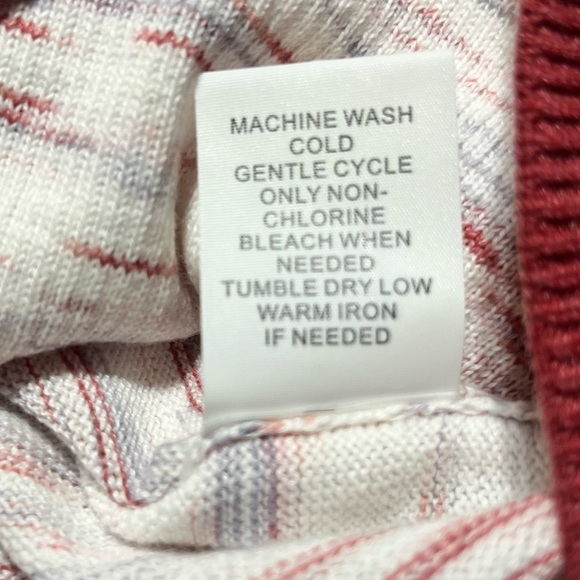 MACHINE WASH
COLD
GENTLE CYCLE
ONLY NON-
CHLORINE
BLEACH WHEN
NEEDED
TUMBLE DRY LOW
WARM IRON
IF NEEDED